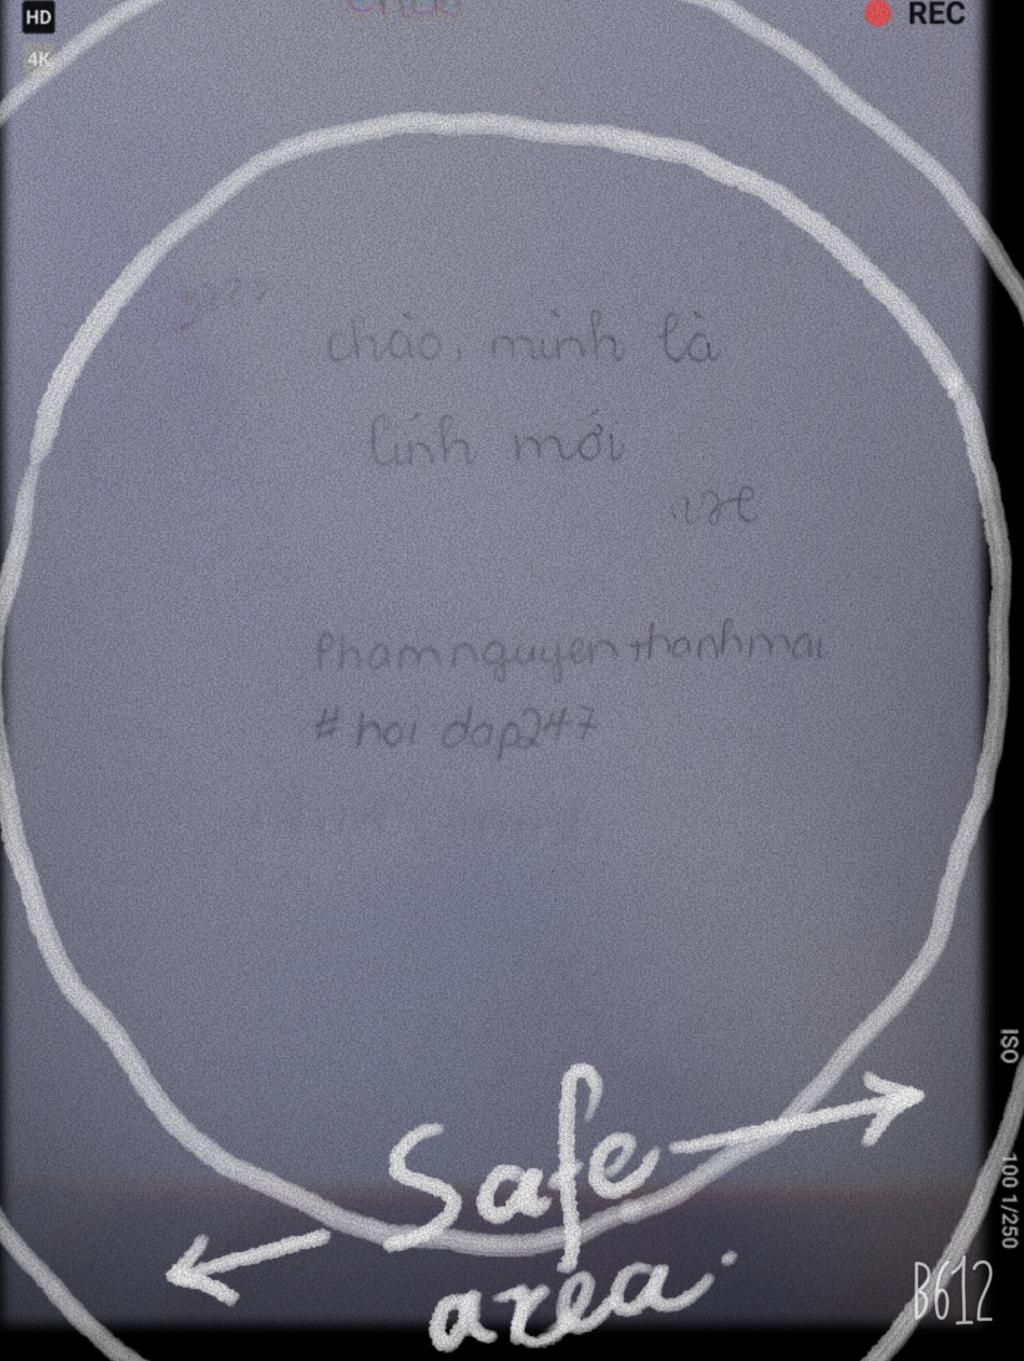 HD
REC
4K
chào, mình là
lính mới
phamnguyenthanhmai
# hoi dap247
Safe
area
ISO
100 1/250
B612